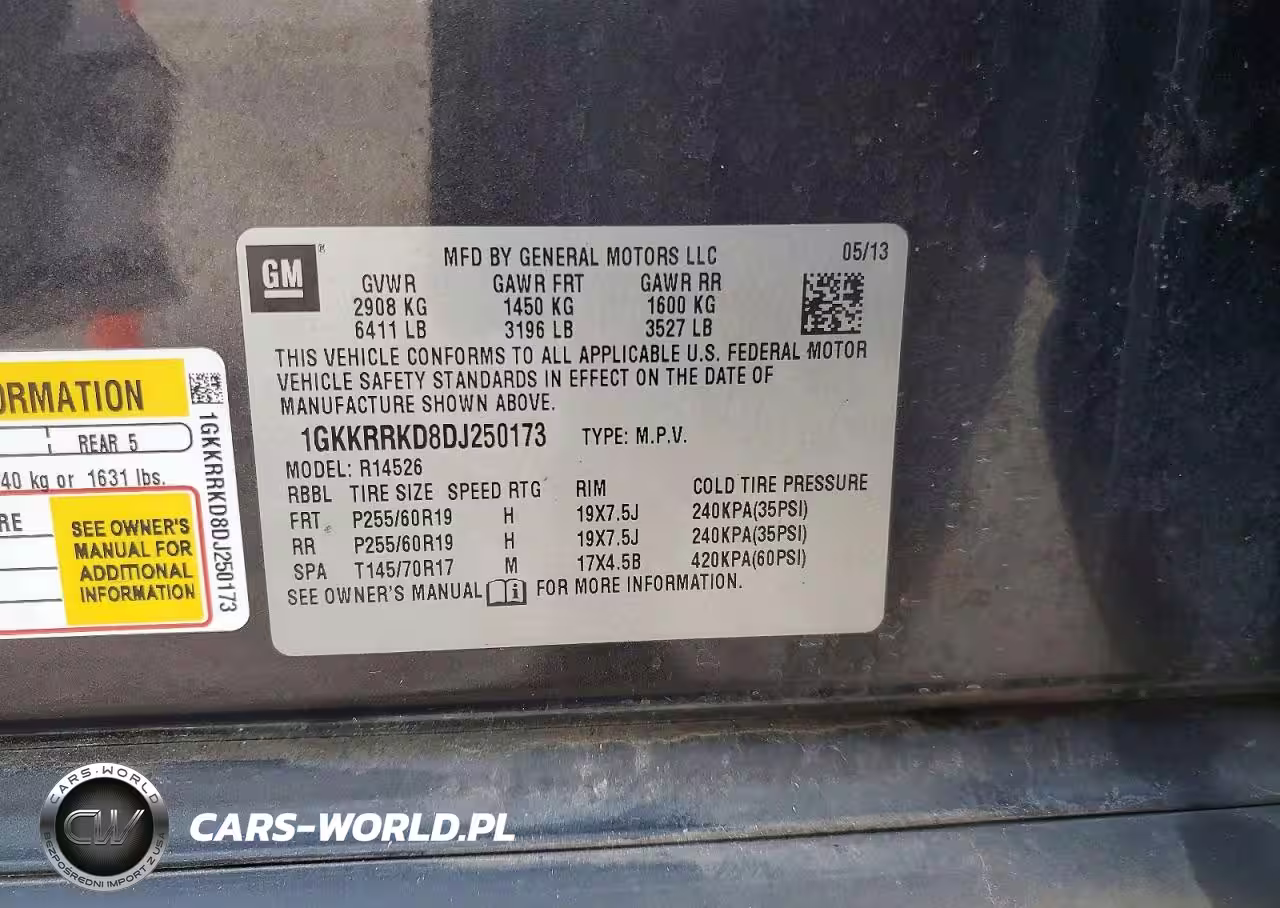 GM
®
MFD BY GENERAL MOTORS LLC
05/13
GVWR GAWR FRT GAWR RR
2908 KG 1450 KG 1600 KG
6411 LB 3196 LB 3527 LB
THIS VEHICLE CONFORMS TO ALL APPLICABLE U.S. FEDERAL MOTOR
VEHICLE SAFETY STANDARDS IN EFFECT ON THE DATE OF
MANUFACTURE SHOWN ABOVE.
1GKKRRKD8DJ250173 TYPE: M.P.V.
MODEL: R14526
RBBL TIRE SIZE SPEED RTG RIM COLD TIRE PRESSURE
FRT P255/60R19 H 19X7.5J 240KPA(35PSI)
RR P255/60R19 H 19X7.5J 240KPA(35PSI)
SPA T145/70R17 M 17X4.5B 420KPA(60PSI)
SEE OWNER'S MANUAL i FOR MORE INFORMATION.
ORMATION
REAR 5
40 kg or 1631 lbs.
RE
SEE OWNER'S
MANUAL FOR
ADDITIONAL
INFORMATION
1GKKRRKD8DJ250173
CARS-WORLD
CW
BEZPOŚREDNI IMPORT Z USA
CARS-WORLD.PL